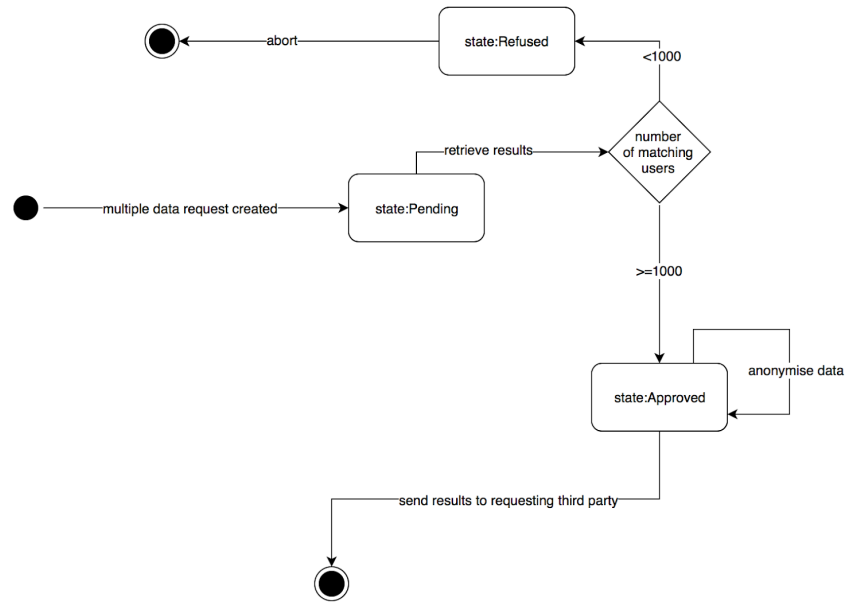 abort
state:Refused
<1000
number
of matching
users
retrieve results
multiple data request created
state:Pending
>=1000
anonymise data
state:Approved
send results to requesting third party